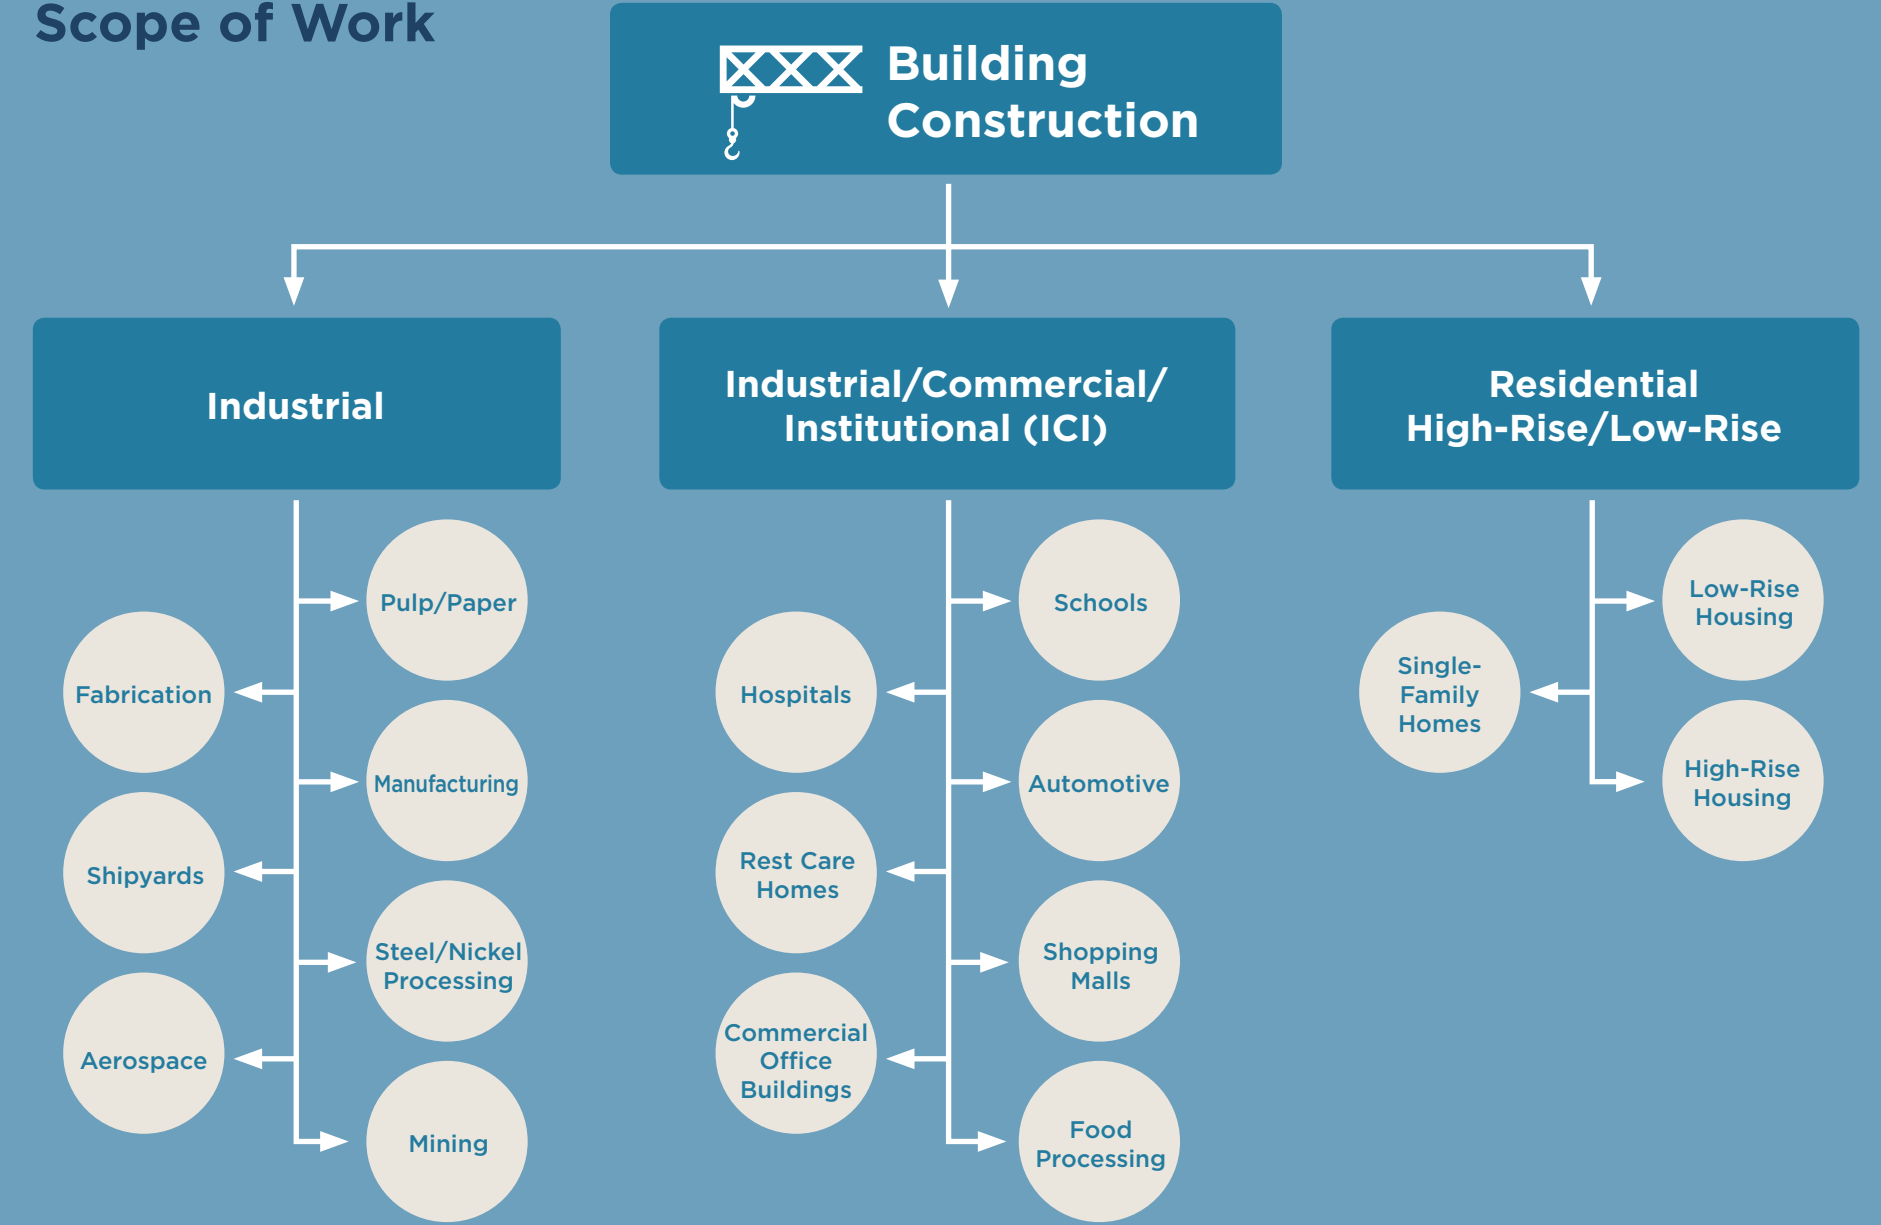 Scope of Work
Building
Construction
Industrial
Pulp/Paper
Fabrication
Manufacturing
Shipyards
Steel/Nickel
Processing
Aerospace
Mining
Industrial/Commercial/
Institutional (ICI)
Schools
Hospitals
Automotive
Rest Care
Homes
Shopping
Malls
Commercial
Office
Buildings
Food
Processing
Residential
High-Rise/Low-Rise
Low-Rise
Housing
Single-
Family
Homes
High-Rise
Housing